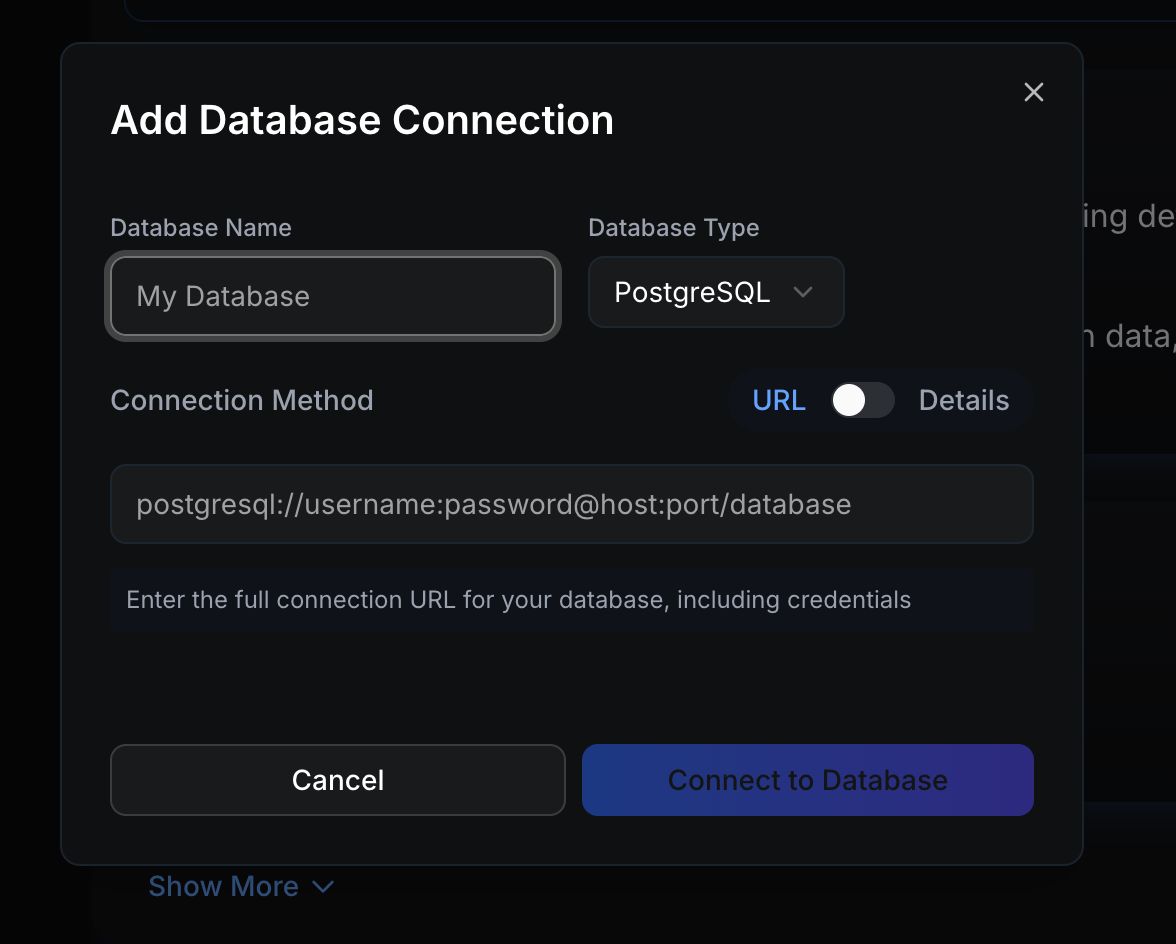 Add Database Connection
Database Name
Database Type
My Database
PostgreSQL
ing de
data,
Connection Method
URL
Details
postgresql://username:password@host:port/database
Enter the full connection URL for your database, including credentials
Cancel
Connect to Database
Show More